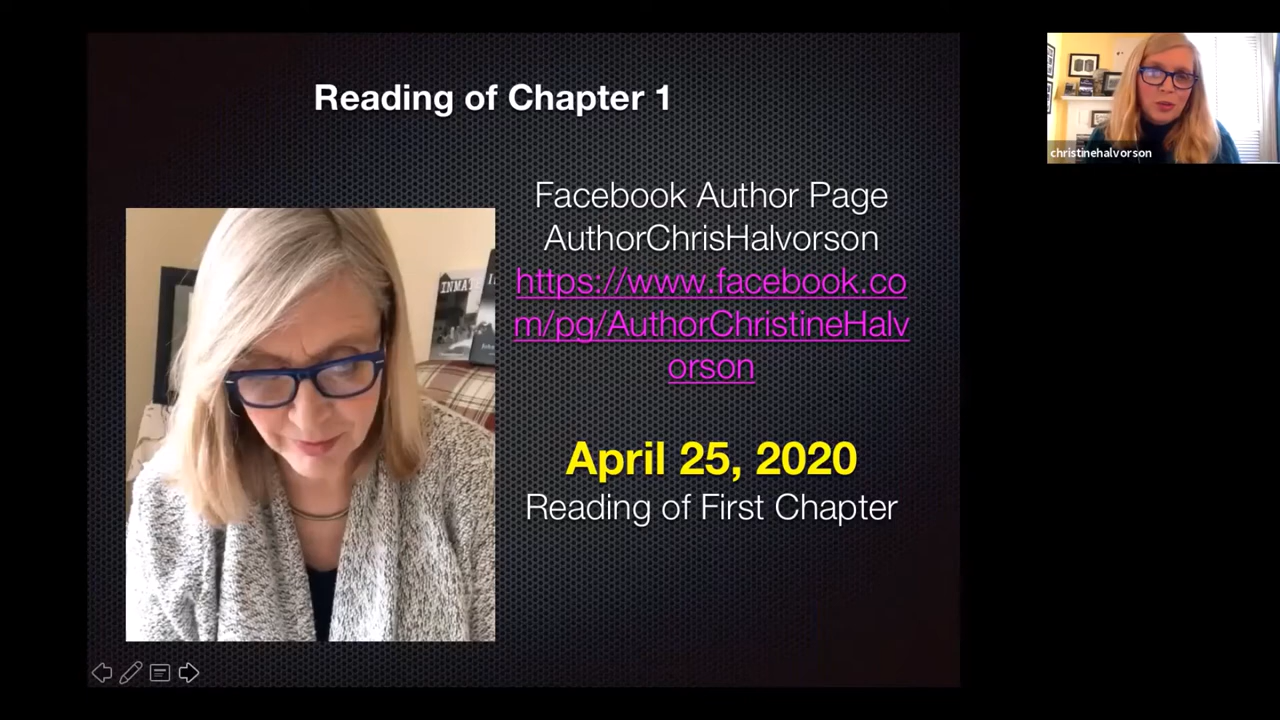 Reading of Chapter 1
Facebook Author Page
AuthorChrisHalvorson
https://www.facebook.co
m/pg/AuthorChristineHalv
orson
April 25, 2020
Reading of First Chapter
christinehalvorson
INMAT